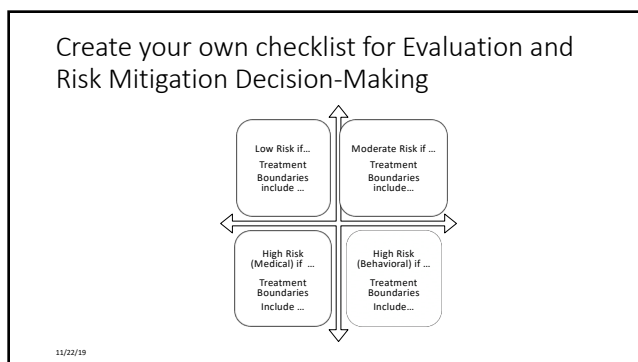 Create your own checklist for Evaluation and
Risk Mitigation Decision-Making
Low Risk if...
Treatment
Boundaries
include ...
Moderate Risk if ...
Treatment
Boundaries
include...
High Risk
(Medical) if ...
Treatment
Boundaries
Include ...
High Risk
(Behavioral) if ...
Treatment
Boundaries
Include...
11/22/19